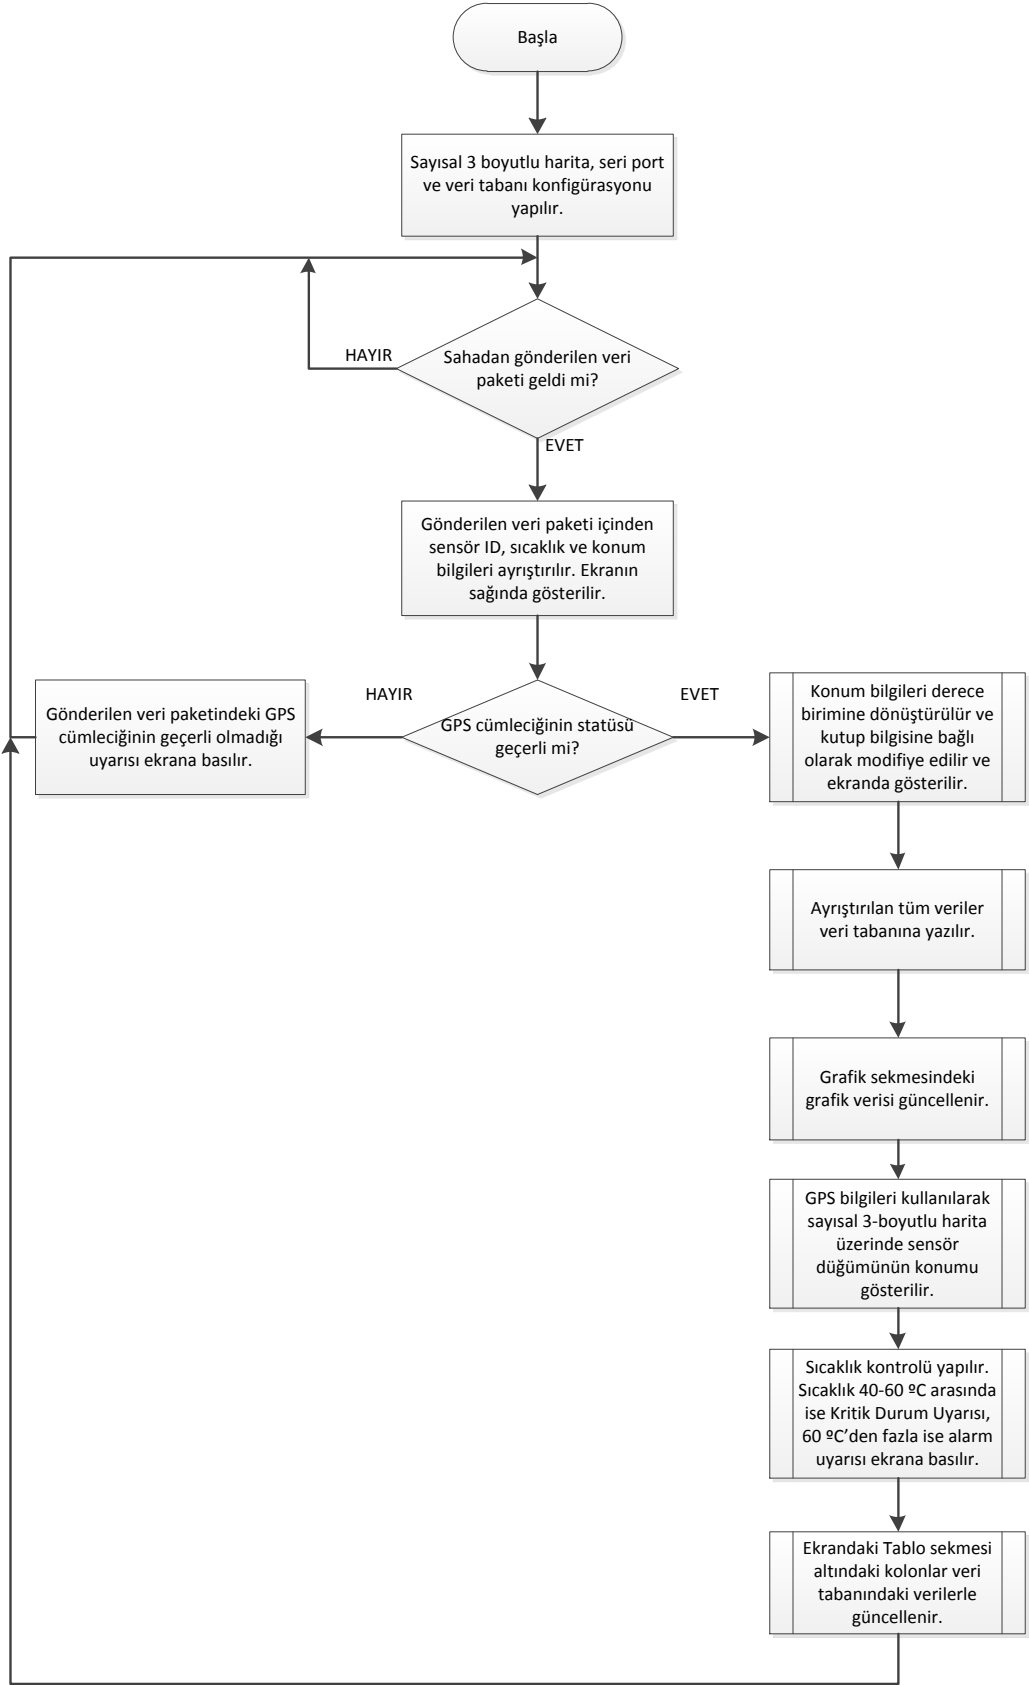 Başla
Sayısal 3 boyutlu harita, seri port
ve veri tabanı konfigürasyonu
yapılır.
HAYIR
Sahadan gönderilen veri
paketi geldi mi?
EVET
Gönderilen veri paketi içinden
sensör ID, sıcaklık ve konum
bilgileri ayrıştırılır. Ekranın
sağında gösterilir.
HAYIR
EVET
Gönderilen veri paketindeki GPS
cümleciğinin geçerli olmadığı
uyarısı ekrana basılır.
GPS cümleciğinin statüsü
geçerli mi?
Konum bilgileri derece
birimine dönüştürülür ve
kutup bilgisine bağlı
olarak modifiye edilir ve
ekranda gösterilir.
Ayrıştırılan tüm veriler
veri tabanına yazılır.
Grafik sekmesindeki
grafik verisi güncellenir.
GPS bilgileri kullanılarak
sayısal 3-boyutlu harita
üzerinde sensör
düğümünün konumu
gösterilir.
Sıcaklık kontrolü yapılır.
Sıcaklık 40-60 ºC arasında
ise Kritik Durum Uyarısı,
60 ºC’den fazla ise alarm
uyarısı ekrana basılır.
Ekrandaki Tablo sekmesi
altındaki kolonlar veri
tabanındaki verilerle
güncellenir.